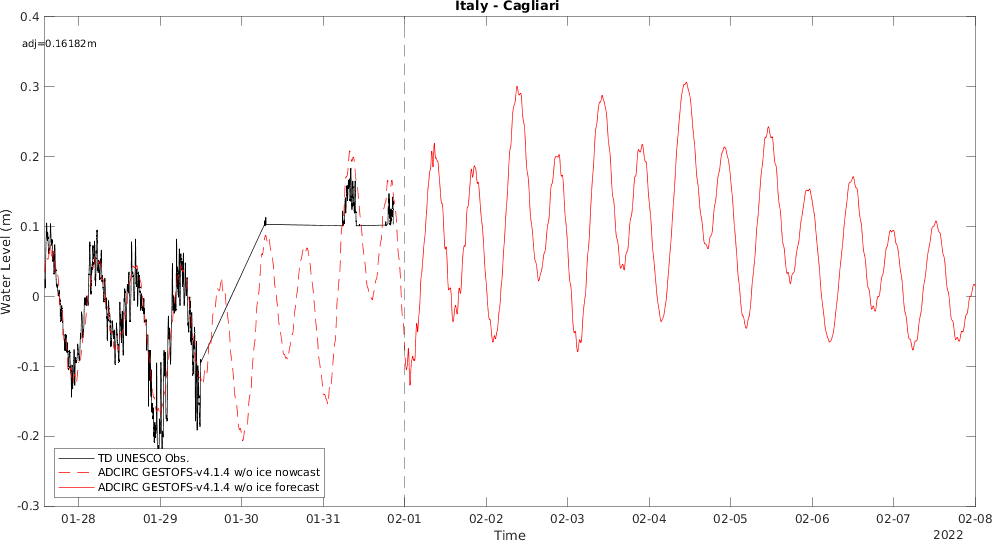 Italy - Cagliari
adj=0.16182m
Water Level (m)
0.4
0.3
0.2
0.1
0
-0.1
-0.2
-0.3
TD UNESCO Obs.
ADCIRC GESTOFS-v4.1.4 w/o ice nowcast
ADCIRC GESTOFS-v4.1.4 w/o ice forecast
01-28 01-29 01-30 01-31 02-01 02-02 02-03 02-04 02-05 02-06 02-07 02-08
Time
2022